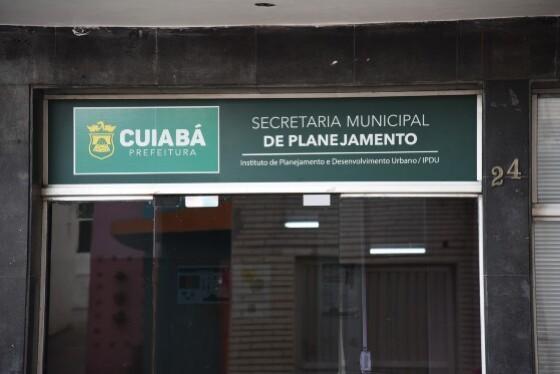 CUIABÁ
PREFEITURA
SECRETARIA MUNICIPAL
DE PLANEJAMENTO
Instituto de Planejamento e Desenvolvimento Urbano / IPDU
24